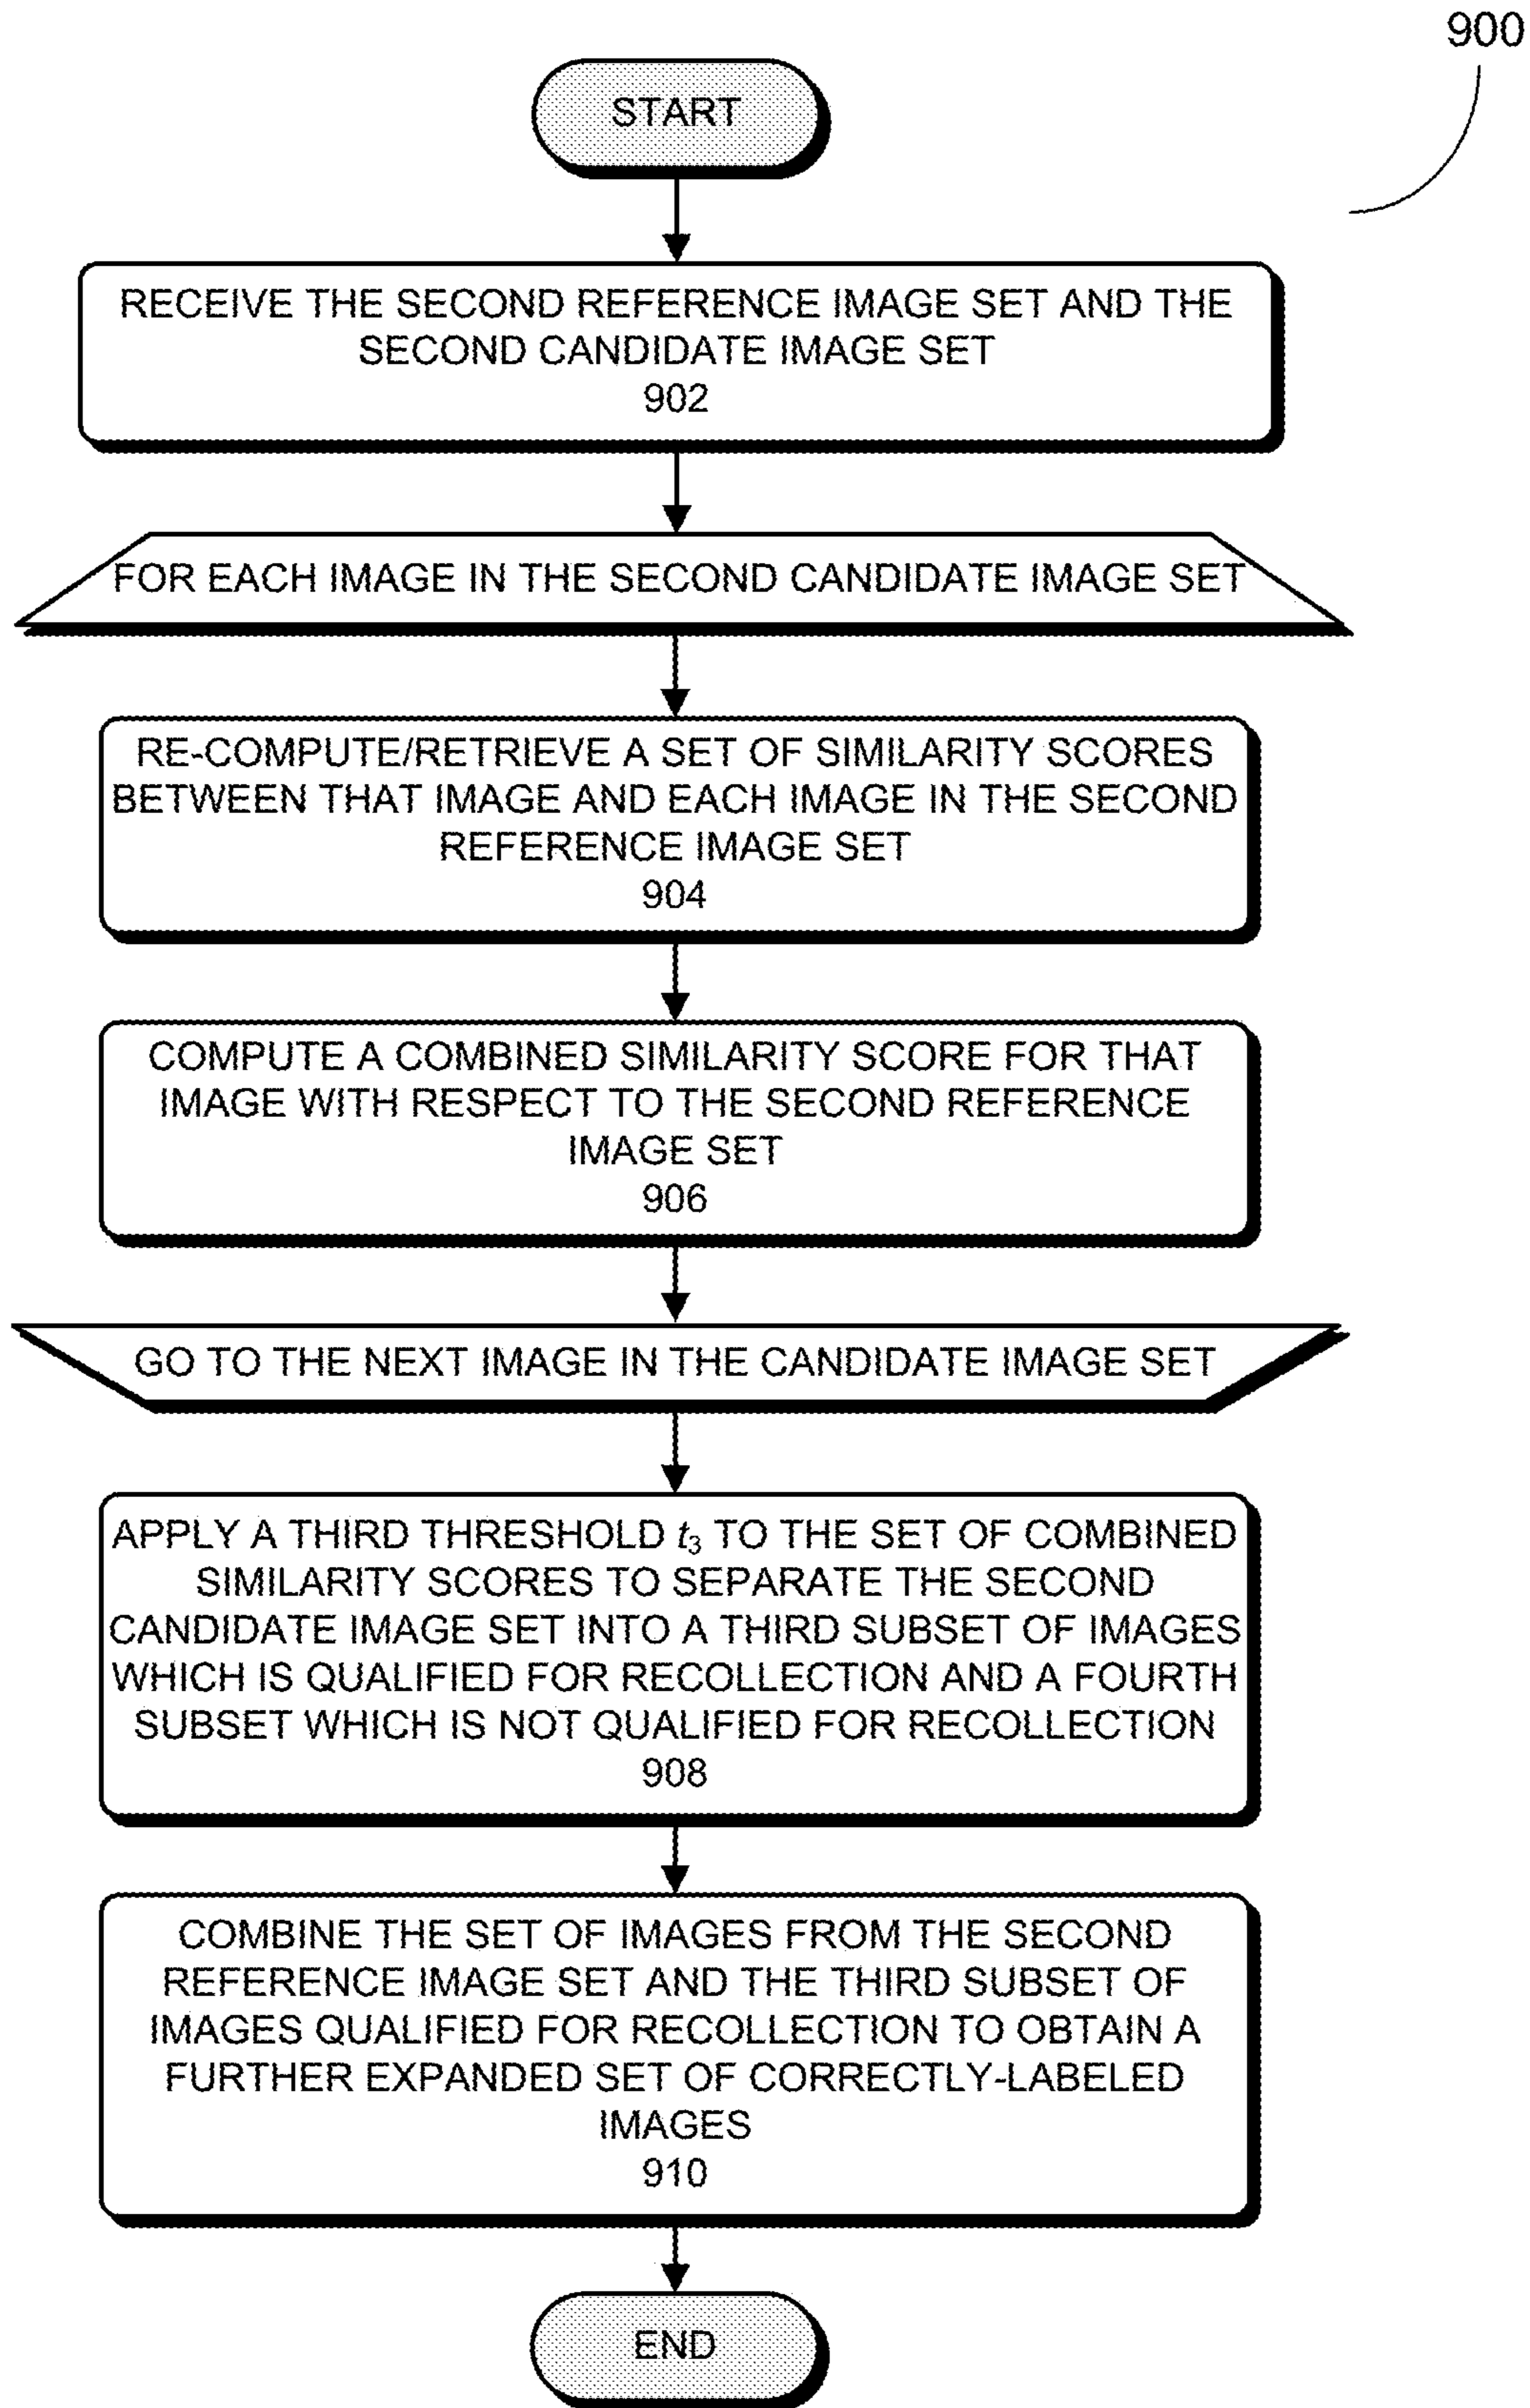 900
START
RECEIVE THE SECOND REFERENCE IMAGE SET AND THE
SECOND CANDIDATE IMAGE SET
902
FOR EACH IMAGE IN THE SECOND CANDIDATE IMAGE SET
RE-COMPUTE/RETRIEVE A SET OF SIMILARITY SCORES
BETWEEN THAT IMAGE AND EACH IMAGE IN THE SECOND
REFERENCE IMAGE SET
904
COMPUTE A COMBINED SIMILARITY SCORE FOR THAT
IMAGE WITH RESPECT TO THE SECOND REFERENCE
IMAGE SET
906
GO TO THE NEXT IMAGE IN THE CANDIDATE IMAGE SET
APPLY A THIRD THRESHOLD t₃ TO THE SET OF COMBINED
SIMILARITY SCORES TO SEPARATE THE SECOND
CANDIDATE IMAGE SET INTO A THIRD SUBSET OF IMAGES
WHICH IS QUALIFIED FOR RECOLLECTION AND A FOURTH
SUBSET WHICH IS NOT QUALIFIED FOR RECOLLECTION
908
COMBINE THE SET OF IMAGES FROM THE SECOND
REFERENCE IMAGE SET AND THE THIRD SUBSET OF
IMAGES QUALIFIED FOR RECOLLECTION TO OBTAIN A
FURTHER EXPANDED SET OF CORRECTLY-LABELED
IMAGES
910
END